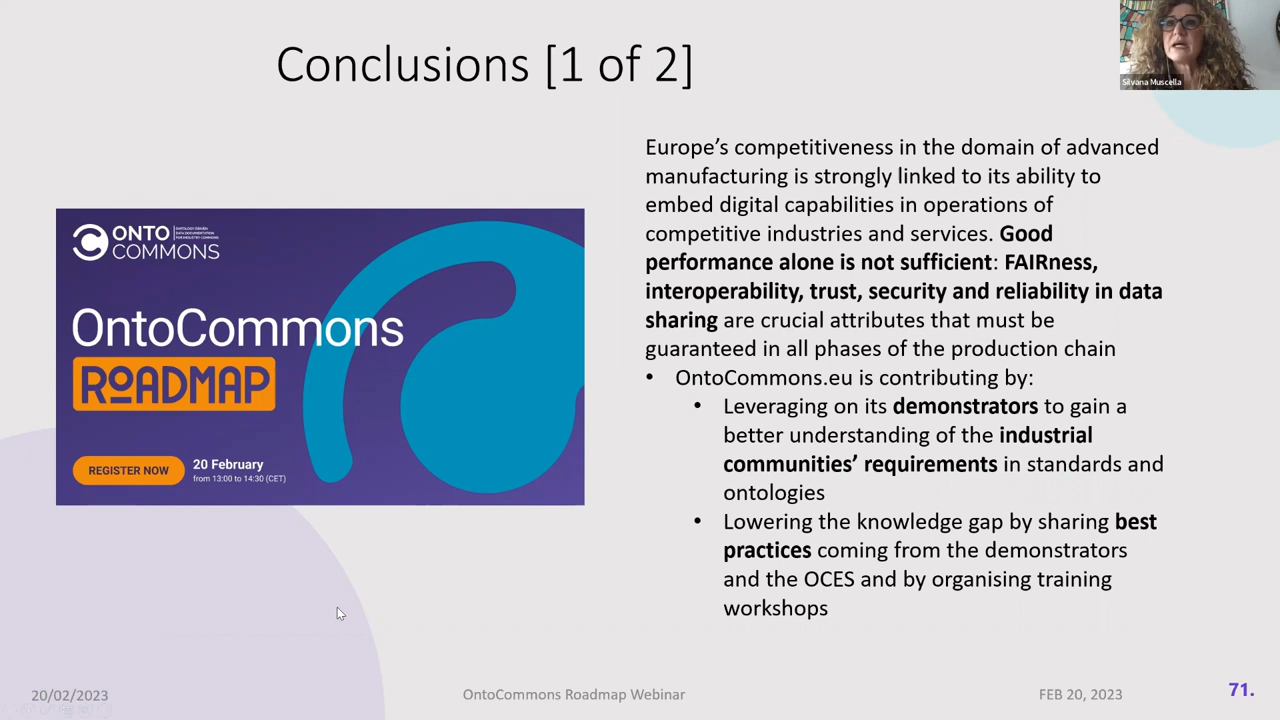 Conclusions [1 of 2]
Silvana Muscella
Europe’s competitiveness in the domain of advanced
manufacturing is strongly linked to its ability to
embed digital capabilities in operations of
competitive industries and services. Good
performance alone is not sufficient: FAIRness,
interoperability, trust, security and reliability in data
sharing are crucial attributes that must be
guaranteed in all phases of the production chain
• OntoCommons.eu is contributing by:
• Leveraging on its demonstrators to gain a
better understanding of the industrial
communities’ requirements in standards and
ontologies
• Lowering the knowledge gap by sharing best
practices coming from the demonstrators
and the OCES and by organising training
workshops
ONTO
COMMONS
ONTOLOGY-DRIVEN
DATA DOCUMENTATION
FOR INDUSTRY COMMONS
OntoCommons
ROADMAP
REGISTER NOW
20 February
from 13:00 to 14:30 (CET)
20/02/2023
OntoCommons Roadmap Webinar
FEB 20, 2023
71.